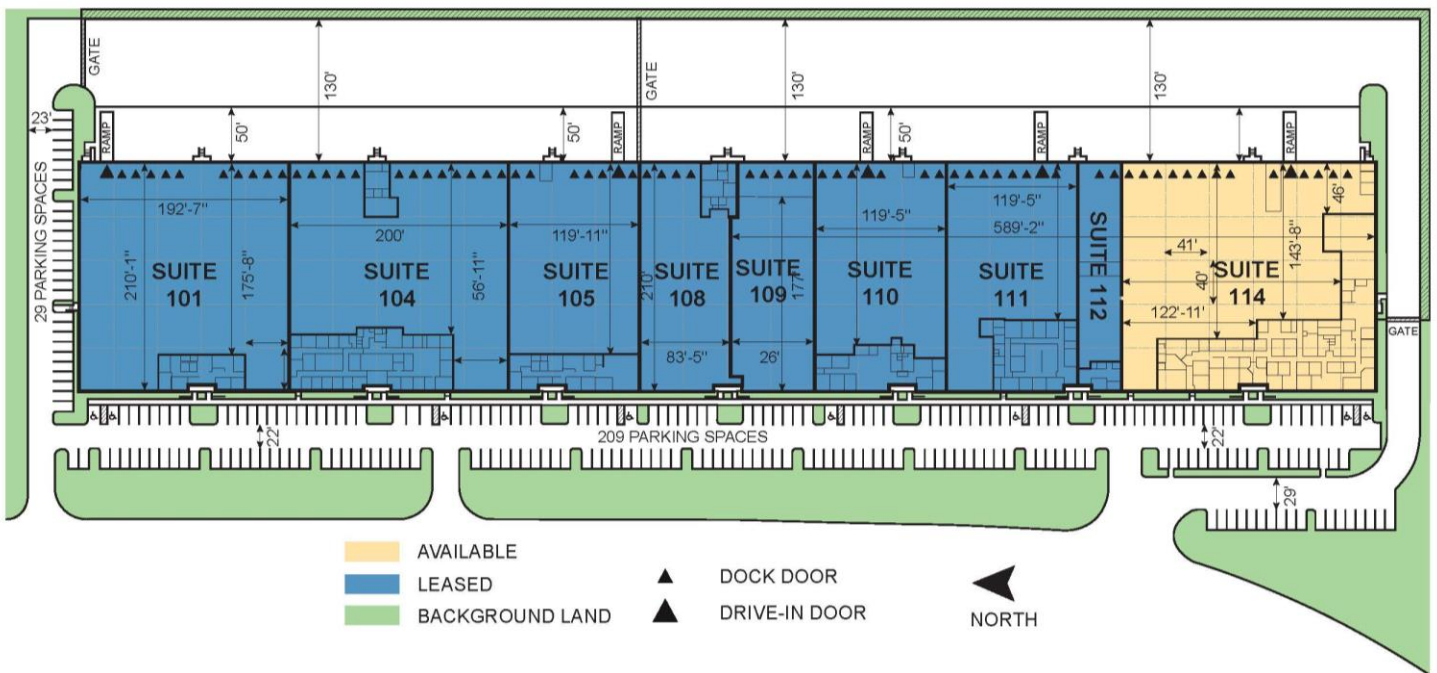 GATE
GATE
130'
130'
130'
23'
50'
50'
50'
RAMP
RAMP
RAMP
RAMP
RAMP
29 PARKING SPACES
192'-7"
210'-1"
175'-8"
SUITE
101
200'
56'-11"
SUITE
104
119'-11"
SUITE
105
210'
SUITE
108
83'-5"
SUITE
109
177'
26'
119'-5"
SUITE
110
119'-5"
589'-2"
SUITE
111
SUITE 112
46'
143'-8"
41'
40'
SUITE
114
122'-11'
GATE
22'
209 PARKING SPACES
22'
29'
AVAILABLE
LEASED
BACKGROUND LAND
DOCK DOOR
DRIVE-IN DOOR
NORTH